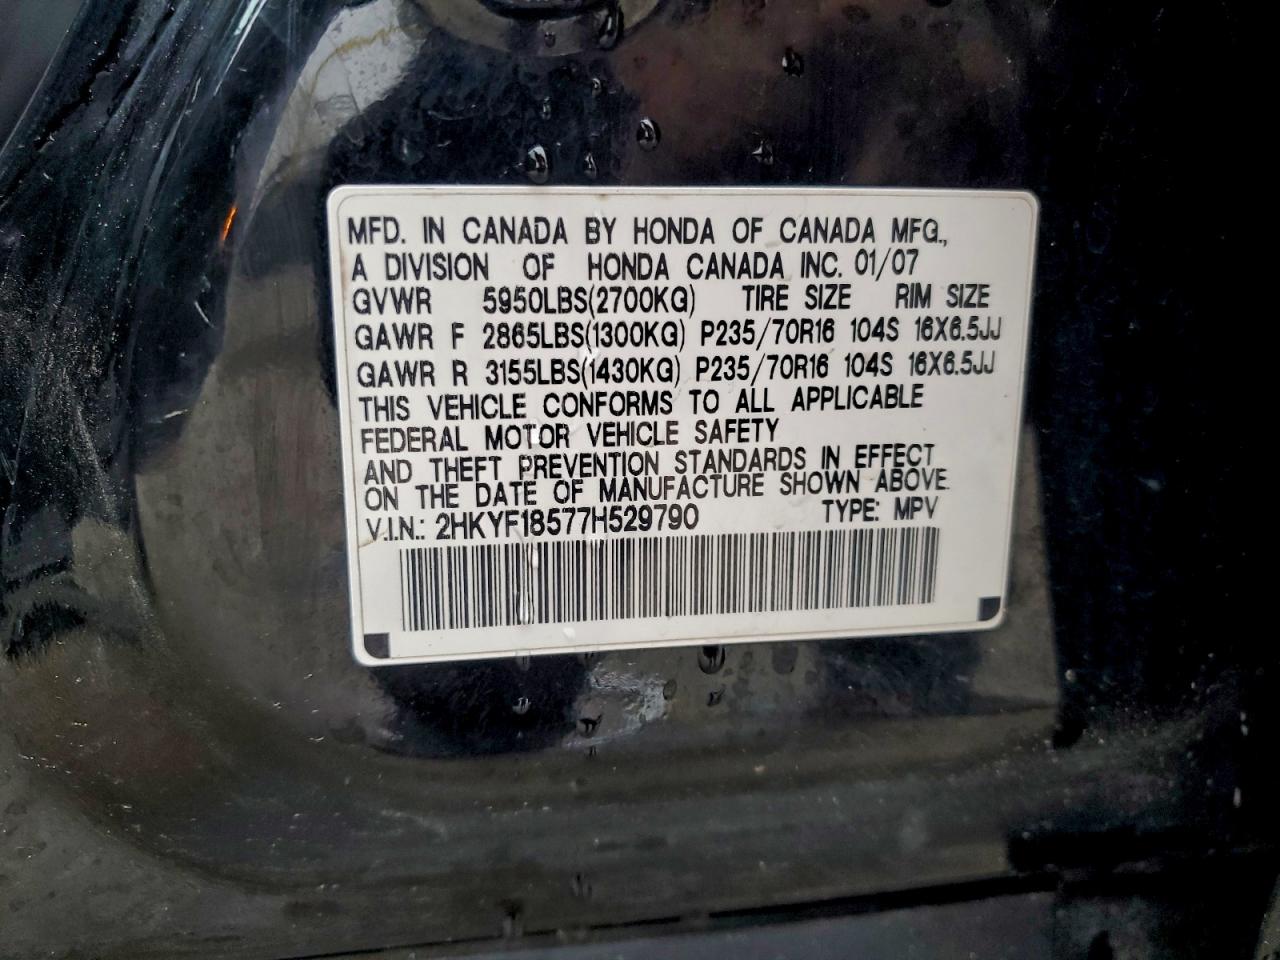 MFD. IN CANADA BY HONDA OF CANADA MFG.,
A DIVISION OF HONDA CANADA INC. 01/07
GVWR 5950LBS(2700KG) TIRE SIZE RIM SIZE
GAWR F 2865LBS(1300KG) P235/70R16 104S 16X6.5JJ
GAWR R 3155LBS(1430KG) P235/70R16 104S 16X6.5JJ
THIS VEHICLE CONFORMS TO ALL APPLICABLE
FEDERAL MOTOR VEHICLE SAFETY
AND THEFT PREVENTION STANDARDS IN EFFECT
ON THE DATE OF MANUFACTURE SHOWN ABOVE.
V.I.N.: 2HKYF18577H529790 TYPE: MPV